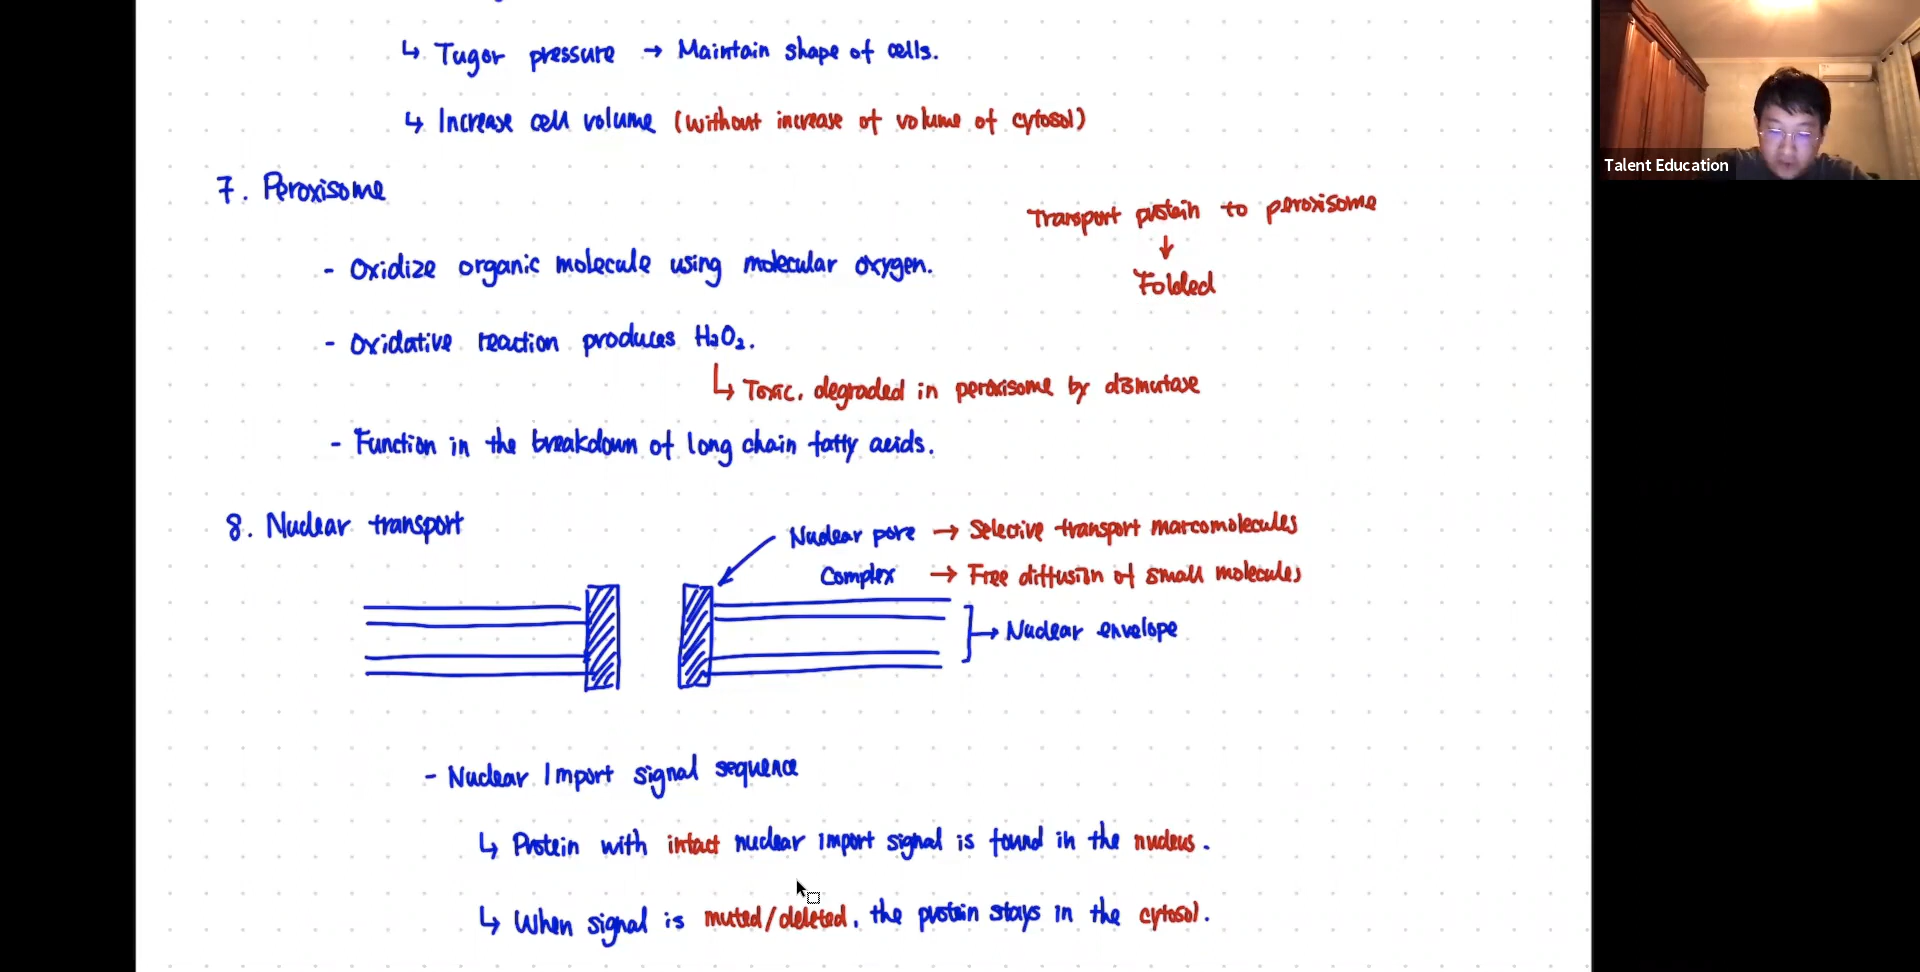 ↳ Tugor pressure → Maintain shape of cells.
↳ Increase cell volume (without increase of volume of cytosol)
Talent Education
7. Peroxisome
Transport protein to peroxisome
↓
Folded
- Oxidize organic molecule using molecular oxygen.
- Oxidative reaction produces H₂O₂.
↳ Toxic, degraded in peroxisome by dismutase
- Function in the breakdown of long chain fatty acids.
8. Nuclear transport
Nuclear pore → Selective transport marcomolecules
Complex → Free diffusion of small molecules
→ Nuclear envelope
- Nuclear Import signal sequence
↳ Protein with intact nuclear import signal is found in the nucleus.
↳ When signal is muted/deleted, the protein stays in the cytosol.